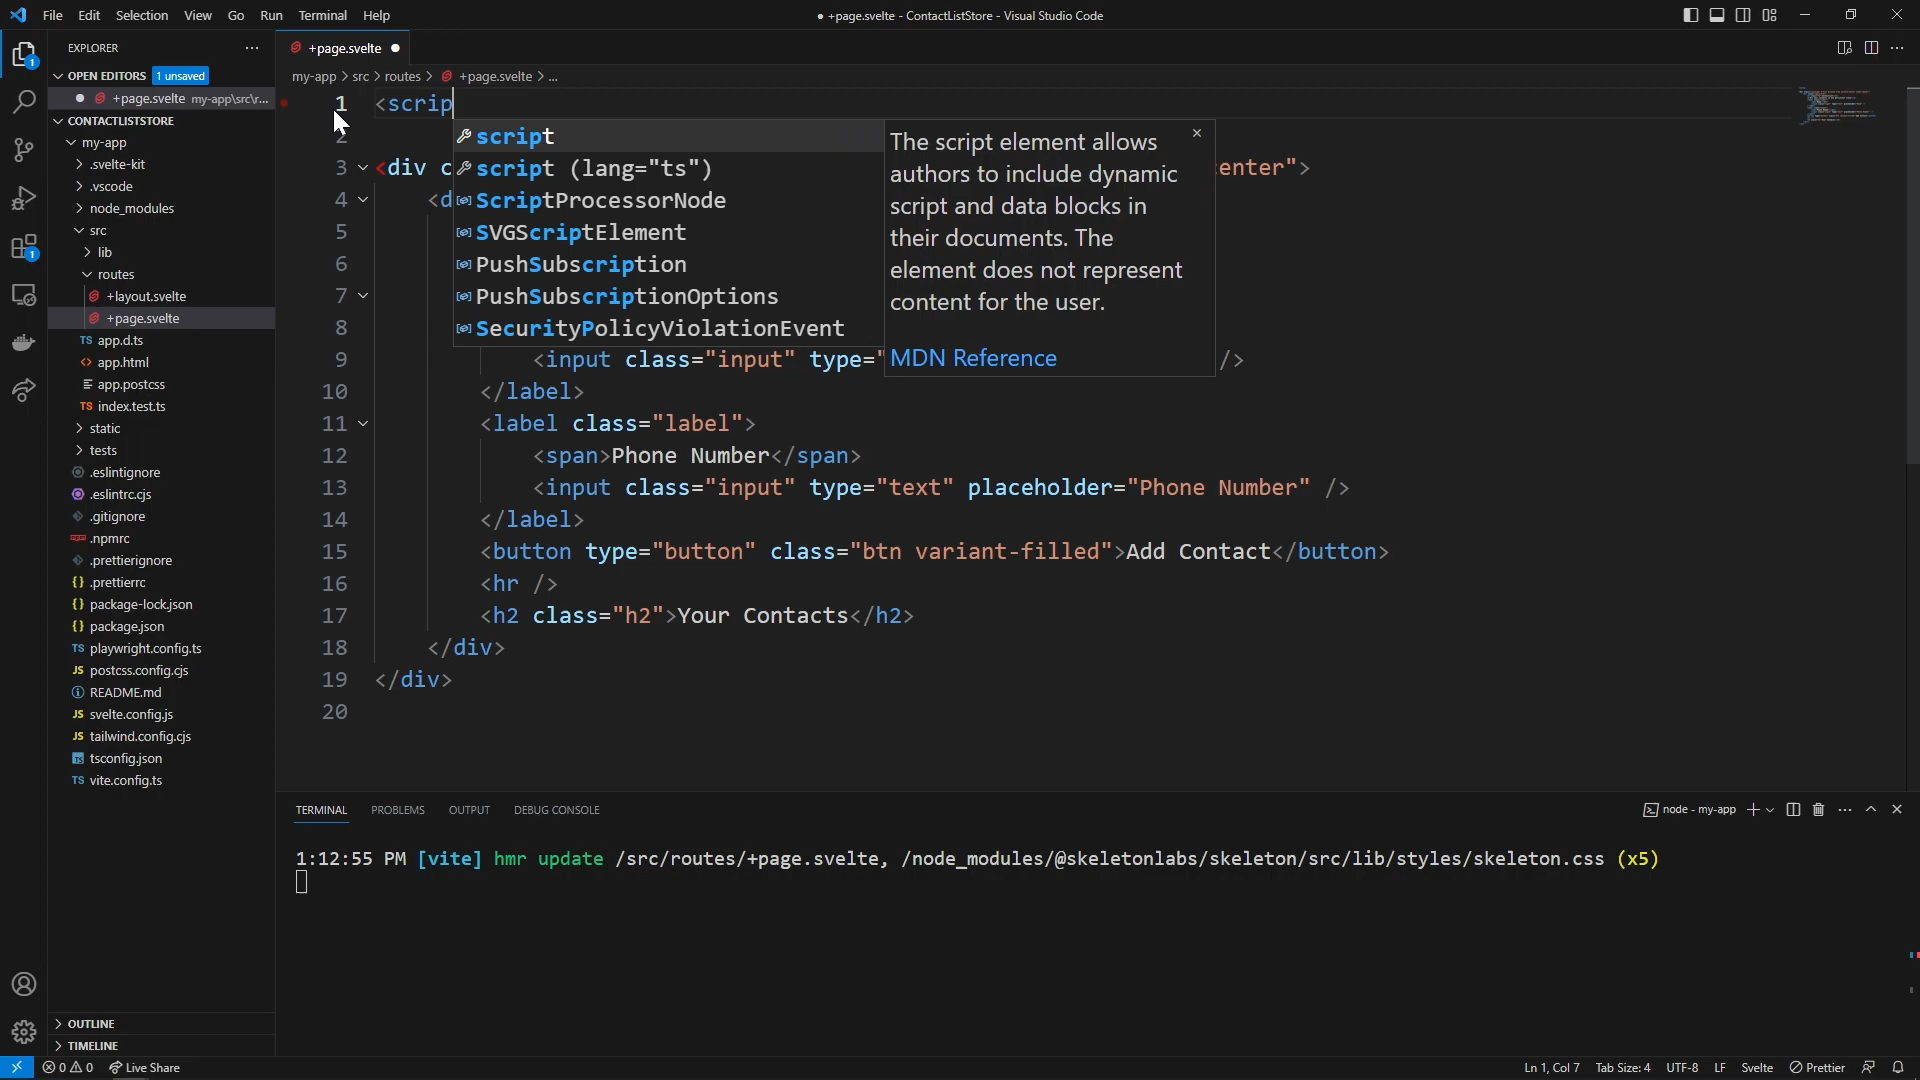 File Edit Selection View Go Run Terminal Help
● +page.svelte - ContactListStore - Visual Studio Code
EXPLORER
OPEN EDITORS 1 unsaved
+page.svelte my-app\src\r...
CONTACTLISTSTORE
my-app
.svelte-kit
.vscode
node_modules
src
lib
routes
+layout.svelte
+page.svelte
TS app.d.ts
<> app.html
app.postcss
TS index.test.ts
static
tests
.eslintignore
.eslintrc.cjs
.gitignore
.npmrc
.prettierignore
{} .prettierrc
{} package-lock.json
{} package.json
TS playwright.config.ts
JS postcss.config.cjs
README.md
JS svelte.config.js
JS tailwind.config.cjs
TS tsconfig.json
TS vite.config.ts
OUTLINE
TIMELINE
+page.svelte ●
my-app > src > routes > +page.svelte > ...
1 <scrip
2
3 <div c enter">
4 <d
5
6
7
8
9 <input class="input" type=" />
10 </label>
11 <label class="label">
12 <span>Phone Number</span>
13 <input class="input" type="text" placeholder="Phone Number" />
14 </label>
15 <button type="button" class="btn variant-filled">Add Contact</button>
16 <hr />
17 <h2 class="h2">Your Contacts</h2>
18 </div>
19 </div>
20
script
script (lang="ts")
ScriptProcessorNode
SVGScriptElement
PushSubscription
PushSubscriptionOptions
SecurityPolicyViolationEvent
The script element allows
authors to include dynamic
script and data blocks in
their documents. The
element does not represent
content for the user.
MDN Reference
TERMINAL PROBLEMS OUTPUT DEBUG CONSOLE
node - my-app
1:12:55 PM [vite] hmr update /src/routes/+page.svelte, /node_modules/@skeletonlabs/skeleton/src/lib/styles/skeleton.css (x5)
0 0 Live Share
Ln 1, Col 7 Tab Size: 4 UTF-8 LF Svelte Prettier